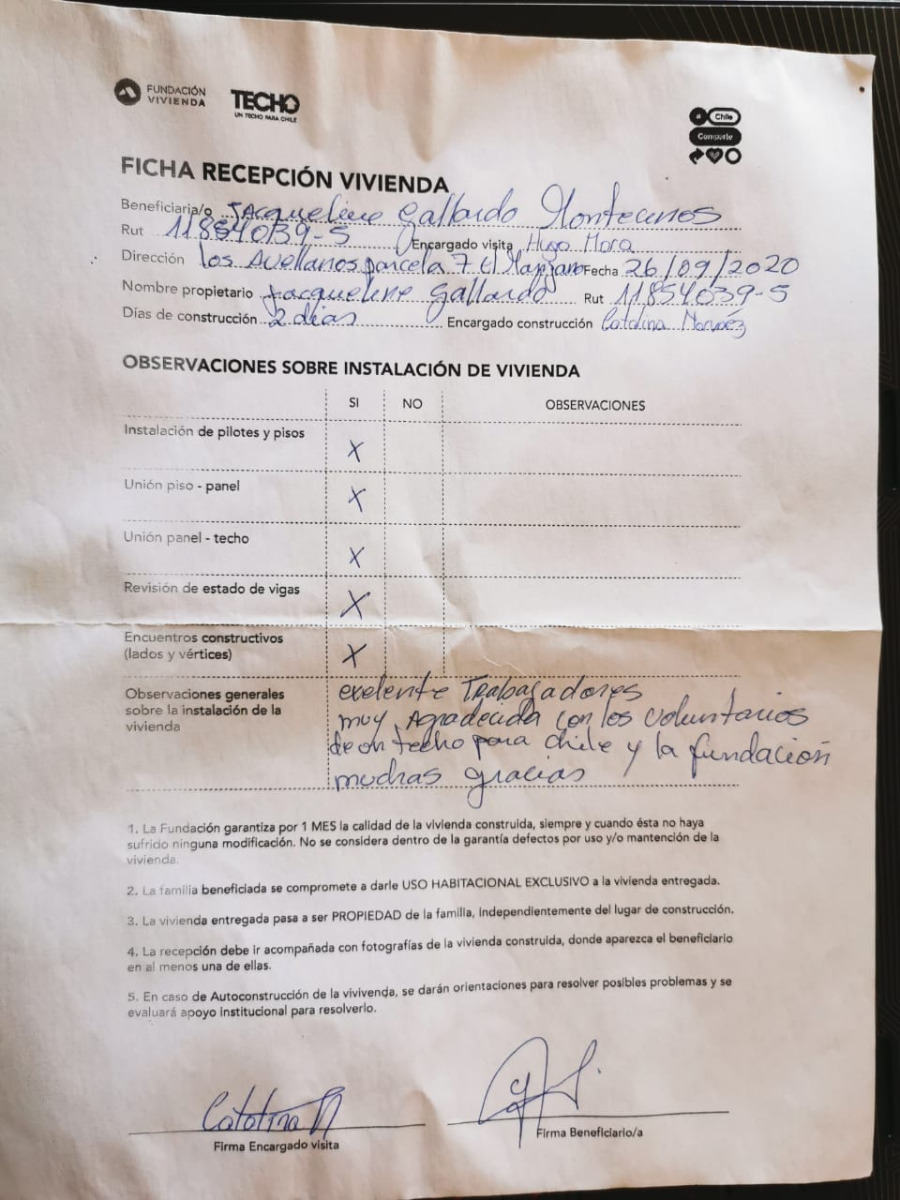 FUNDACIÓN
VIVIENDA
TECHO
UN TECHO PARA CHILE
Chile
Comparte
FICHA RECEPCIÓN VIVIENDA
Beneficiaria/o Jacqueline Gallardo Montecinos
Rut 11854039-5 Encargado visita Hugo Mora
Dirección Los Avellanos parcela 7 El Manzano Fecha 26/09/2020
Nombre propietario Jacqueline Gallardo Rut 11854039-5
Días de construcción 2 dias Encargado construcción Catalina Narváez
OBSERVACIONES SOBRE INSTALACIÓN DE VIVIENDA
SI NO OBSERVACIONES
Instalación de pilotes y pisos X
Unión piso - panel X
Unión panel - techo X
Revisión de estado de vigas X
Encuentros constructivos
(lados y vértices) X
Observaciones generales
sobre la instalación de la
vivienda
exelente Trabajadores
muy Agradecida con los voluntarios
de un techo para chile y la fundación
muchas gracias
1. La Fundación garantiza por 1 MES la calidad de la vivienda construida, siempre y cuando ésta no haya
sufrido ninguna modificación. No se considera dentro de la garantía defectos por uso y/o mantención de la
vivienda.
2. La familia beneficiada se compromete a darle USO HABITACIONAL EXCLUSIVO a la vivienda entregada.
3. La vivienda entregada pasa a ser PROPIEDAD de la familia, independientemente del lugar de construcción.
4. La recepción debe ir acompañada con fotografías de la vivienda construida, donde aparezca el beneficiario
en al menos una de ellas.
5. En caso de Autoconstrucción de la vivivenda, se darán orientaciones para resolver posibles problemas y se
evaluará apoyo institucional para resolverlo.
Catalina N
Firma Encargado visita
Firma Beneficiario/a